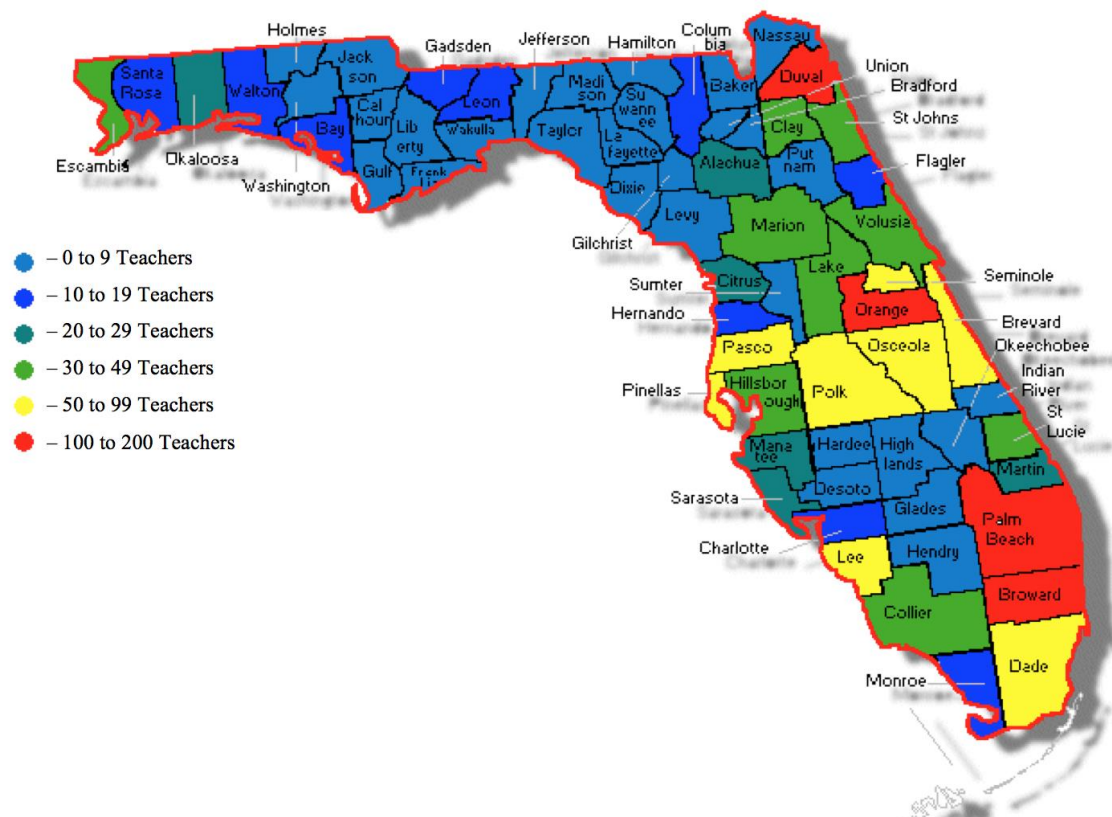 Holmes
Gadsden
Jefferson
Hamilton
Colum
bia
Nassau
Union
Bradford
St Johns
Flagler
Santa
Rosa
Walton
Jack
son
Cal
houn
Bay
Gulf
Lib
erty
Leon
Wakulla
Frank
lin
Madi
son
Taylor
Su
wann
ee
La
fayette
Dixie
Baker
Duval
Clay
Put
nam
Alachua
Levy
Marion
Volusia
Escambis
Okaloosa
Washington
Gilchrist
– 0 to 9 Teachers
– 10 to 19 Teachers
– 20 to 29 Teachers
– 30 to 49 Teachers
– 50 to 99 Teachers
– 100 to 200 Teachers
Citrus
Lake
Sumter
Hernando
Seminole
Orange
Brevard
Okeechobee
Indian
River
St
Lucie
Pasco
Osceola
Pinellas
Hillsbor
ough
Polk
Mana
tee
Hardee
High
lands
Desoto
Martin
Sarasota
Glades
Palm
Beach
Charlotte
Lee
Hendry
Broward
Collier
Monroe
Dade